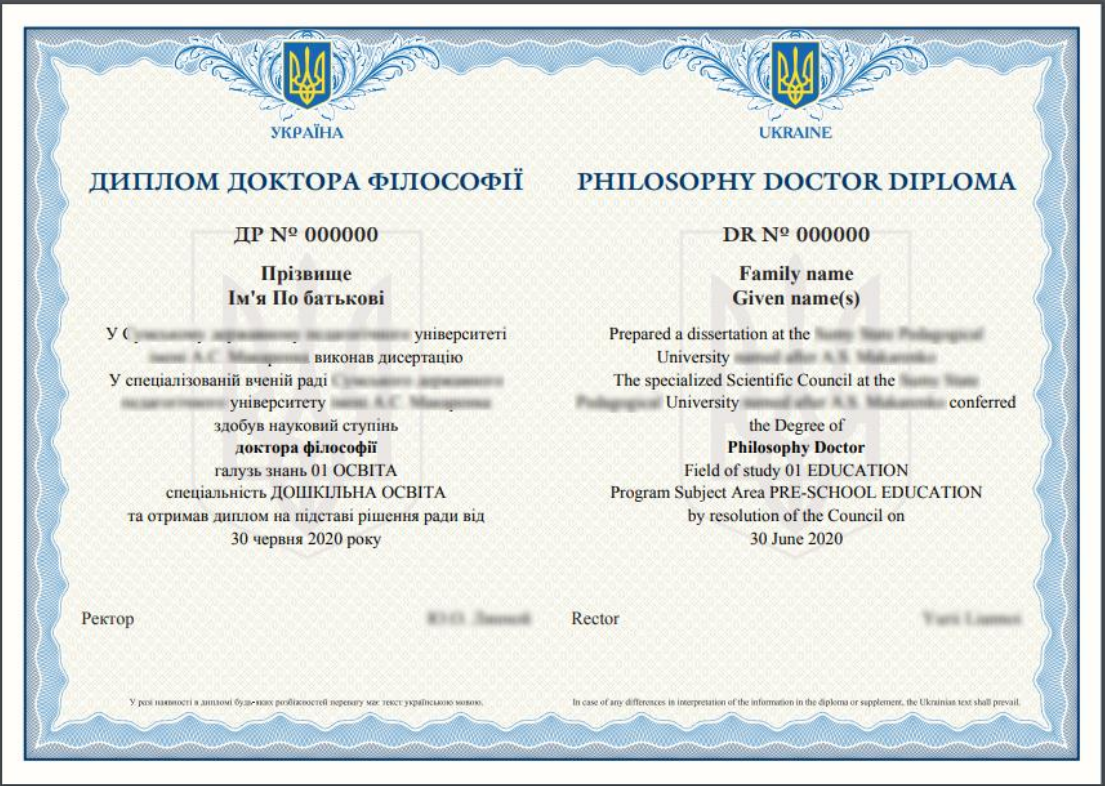 УКРАЇНА
ДИПЛОМ ДОКТОРА ФІЛОСОФІЇ
ДР № 000000
Прізвище
Ім'я По батькові
У університеті
виконав дисертацію
У спеціалізованій вченій раді
університету
здобув науковий ступінь
доктора філософії
галузь знань 01 ОСВІТА
спеціальність ДОШКІЛЬНА ОСВІТА
та отримав диплом на підставі рішення ради від
30 червня 2020 року
Ректор
У разі наявності в дипломі будь-яких розбіжностей перевагу має текст українською мовою.
UKRAINE
PHILOSOPHY DOCTOR DIPLOMA
DR № 000000
Family name
Given name(s)
Prepared a dissertation at the
University
The specialized Scientific Council at the
University conferred
the Degree of
Philosophy Doctor
Field of study 01 EDUCATION
Program Subject Area PRE-SCHOOL EDUCATION
by resolution of the Council on
30 June 2020
Rector
In case of any differences in interpretation of the information in the diploma or supplement, the Ukrainian text shall prevail.